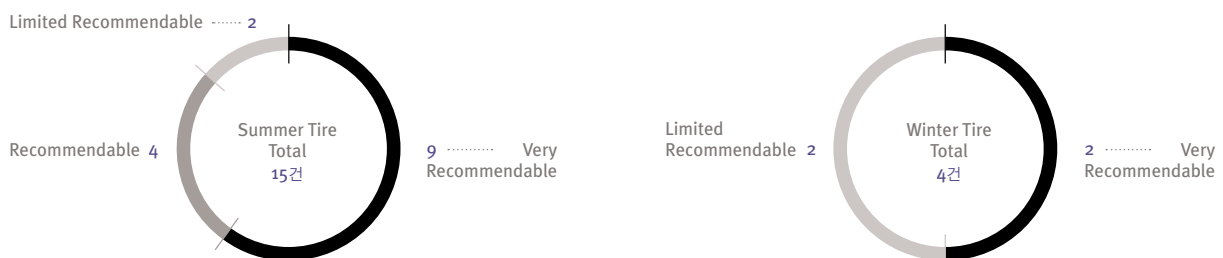 Limited Recommendable ······· 2
Summer Tire
Total
15건
Recommendable 4
9 ··········· Very
Recommendable
Winter Tire
Total
4건
Limited
Recommendable 2
2 ··········· Very
Recommendable